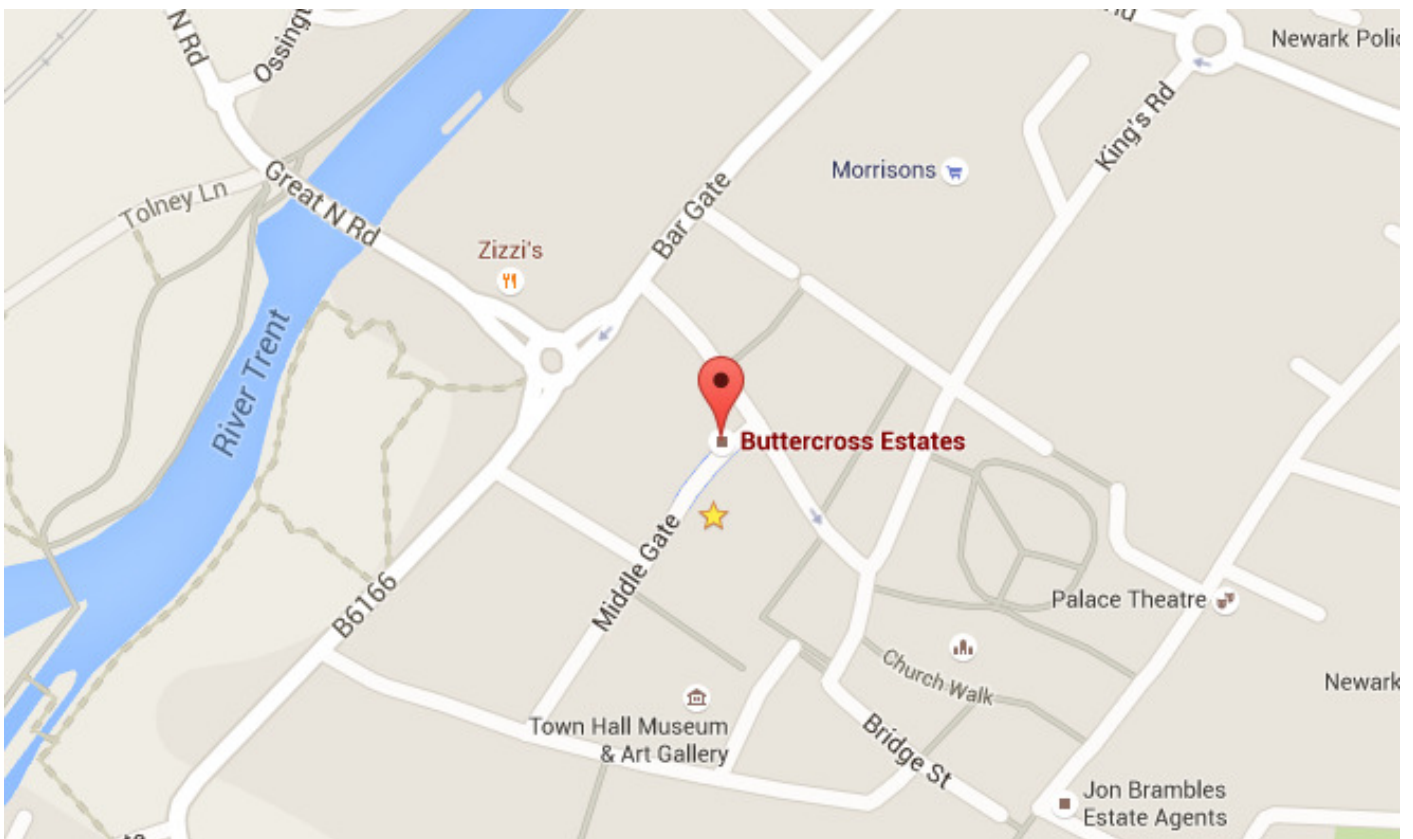 N Rd
Ossingt
Newark Polic
King's Rd
Morrisons
Great N Rd
Tolney Ln
Bar Gate
Zizzi's
River Trent
Buttercross Estates
Middle Gate
B6166
Palace Theatre
Church Walk
Newark
Town Hall Museum
& Art Gallery
Bridge St
Jon Brambles
Estate Agents